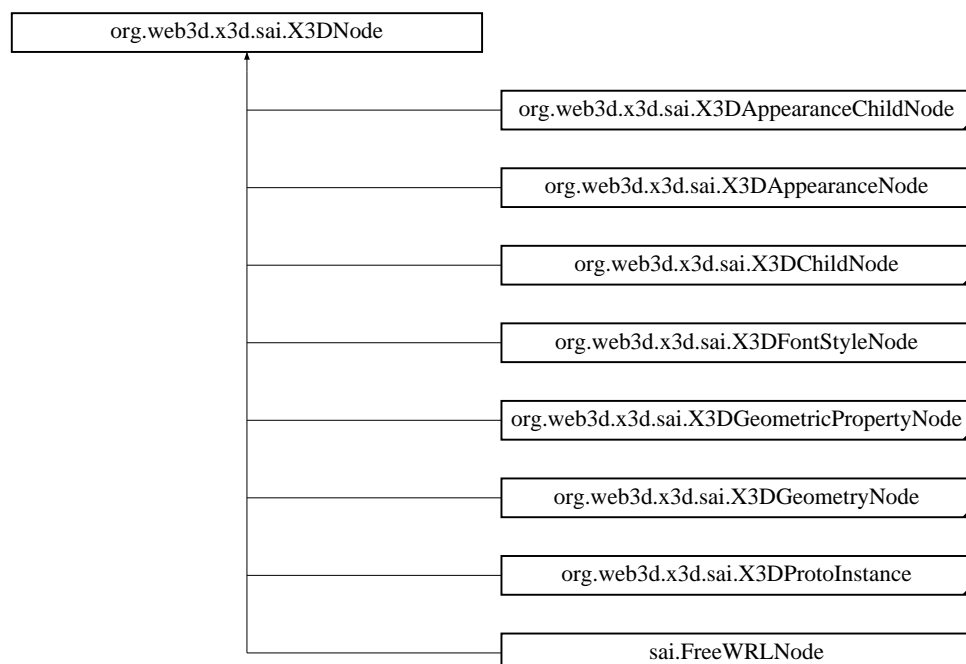 org.web3d.x3d.sai.X3DNode
org.web3d.x3d.sai.X3DAppearanceChildNode
org.web3d.x3d.sai.X3DAppearanceNode
org.web3d.x3d.sai.X3DChildNode
org.web3d.x3d.sai.X3DFontStyleNode
org.web3d.x3d.sai.X3DGeometricPropertyNode
org.web3d.x3d.sai.X3DGeometryNode
org.web3d.x3d.sai.X3DProtoInstance
sai.FreeWRLNode